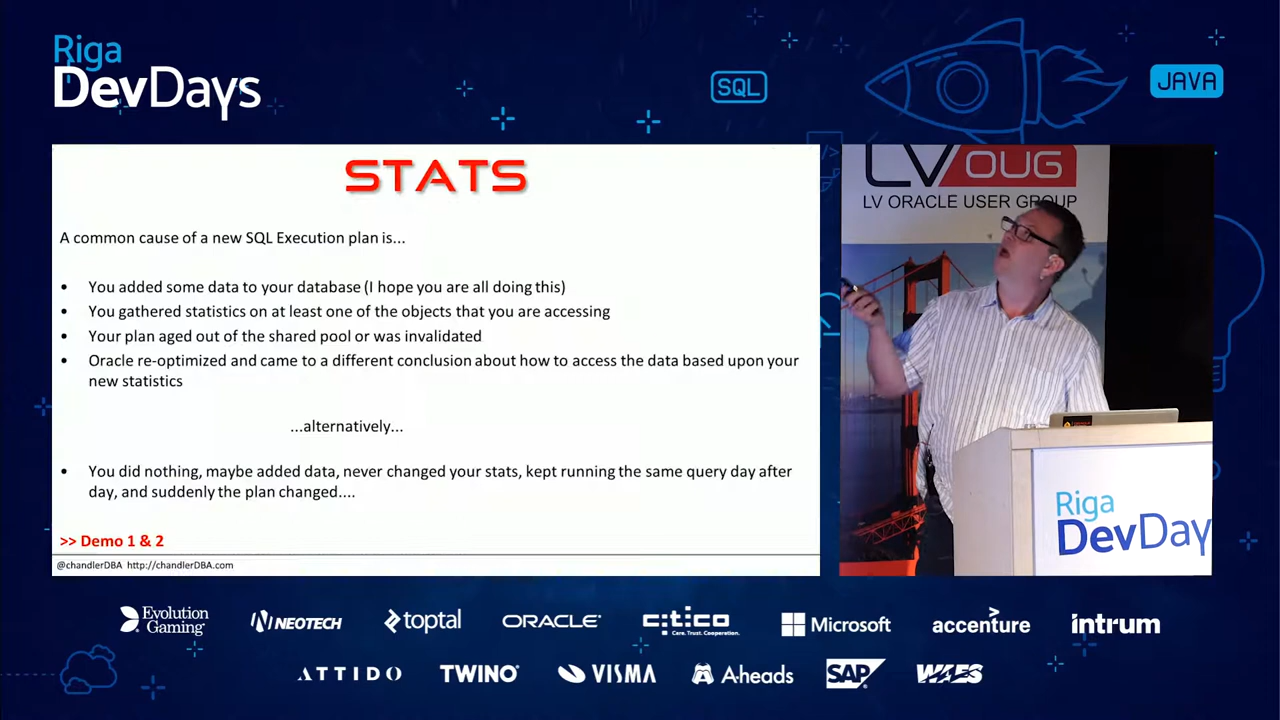 Riga
DevDays
SQL
JAVA
</>
STATS
A common cause of a new SQL Execution plan is...
• You added some data to your database (I hope you are all doing this)
• You gathered statistics on at least one of the objects that you are accessing
• Your plan aged out of the shared pool or was invalidated
• Oracle re-optimized and came to a different conclusion about how to access the data based upon your
new statistics
...alternatively...
• You did nothing, maybe added data, never changed your stats, kept running the same query day after
day, and suddenly the plan changed....
>> Demo 1 & 2
@chandlerDBA http://chandlerDBA.com
LV OUG
LV ORACLE USER GROUP
Riga
DevDay
Evolution
Gaming
NEOTECH
toptal
ORACLE
citico
Care. Trust. Cooperation.
Microsoft
accenture
intrum
ATTIDO
TWINO
VISMA
A-heads
SAP
WAES